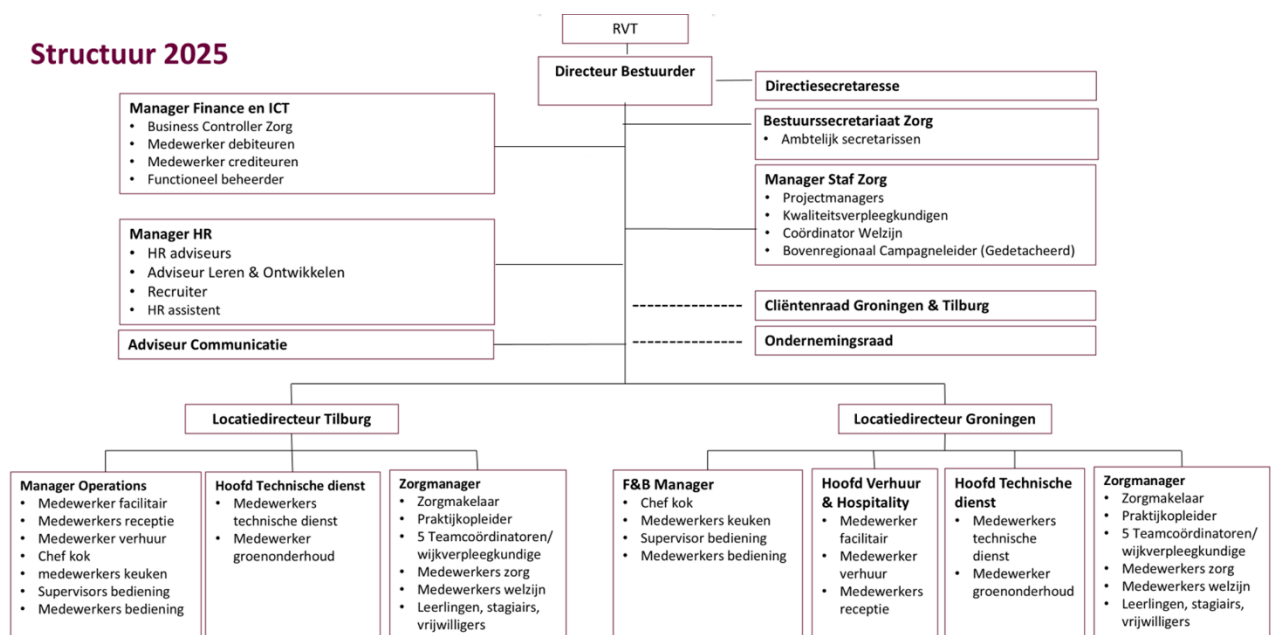 RVT
Structuur 2025
Directeur Bestuurder
Manager Finance en ICT
• Business Controller Zorg
• Medewerker debiteuren
• Medewerker crediteuren
• Functioneel beheerder
Directiesecretaresse
Bestuurssecretariaat Zorg
• Ambtelijk secretarissen
Manager Staf Zorg
• Projectmanagers
• Kwaliteitsverpleegkundigen
• Coördinator Welzijn
• Bovenregionaal Campagneleider (Gedetacheerd)
Manager HR
• HR adviseurs
• Adviseur Leren & Ontwikkelen
• Recruiter
• HR assistent
Cliëntenraad Groningen & Tilburg
Adviseur Communicatie
Ondernemingsraad
Locatiedirecteur Tilburg
Locatiedirecteur Groningen
Manager Operations
• Medewerker facilitair
• Medewerkers receptie
• Medewerker verhuur
• Chef kok
• medewerkers keuken
• Supervisors bediening
• Medewerkers bediening
Hoofd Technische dienst
• Medewerkers
technische dienst
• Medewerker
groenonderhoud
Zorgmanager
• Zorgmakelaar
• Praktijkopleider
• 5 Teamcoördinatoren/
wijkverpleegkundige
• Medewerkers zorg
• Medewerkers welzijn
• Leerlingen, stagiairs,
vrijwilligers
F&B Manager
• Chef kok
• Medewerkers keuken
• Supervisor bediening
• Medewerkers bediening
Hoofd Verhuur
& Hospitality
• Medewerker
facilitair
• Medewerker
verhuur
• Medewerkers
receptie
Hoofd Technische
dienst
• Medewerkers
technische
dienst
• Medewerker
groenonderhoud
Zorgmanager
• Zorgmakelaar
• Praktijkopleider
• 5 Teamcoördinatoren/
wijkverpleegkundige
• Medewerkers zorg
• Medewerkers welzijn
• Leerlingen, stagiairs,
vrijwilligers